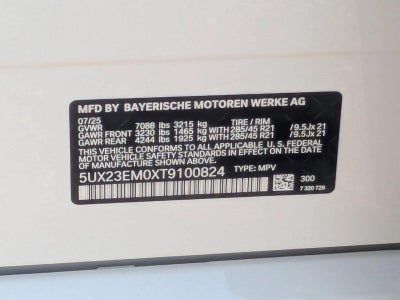 MFD BY BAYERISCHE MOTOREN WERKE AG
07/25
GVWR 7088 lbs 3215 kg TIRE / RIM
GAWR FRONT 3230 lbs 1465 kg WITH 285/45 R21 /9.5Jx 21
GAWR REAR 4244 lbs 1925 kg WITH 285/45 R21 /9.5Jx 21
THIS VEHICLE CONFORMS TO ALL APPLICABLE U.S. FEDERAL
MOTOR VEHICLE SAFETY STANDARDS IN EFFECT ON THE DATE
OF MANUFACTURE SHOWN ABOVE.
5UX23EM0XT9100824 TYPE: MPV 300
7 320 729